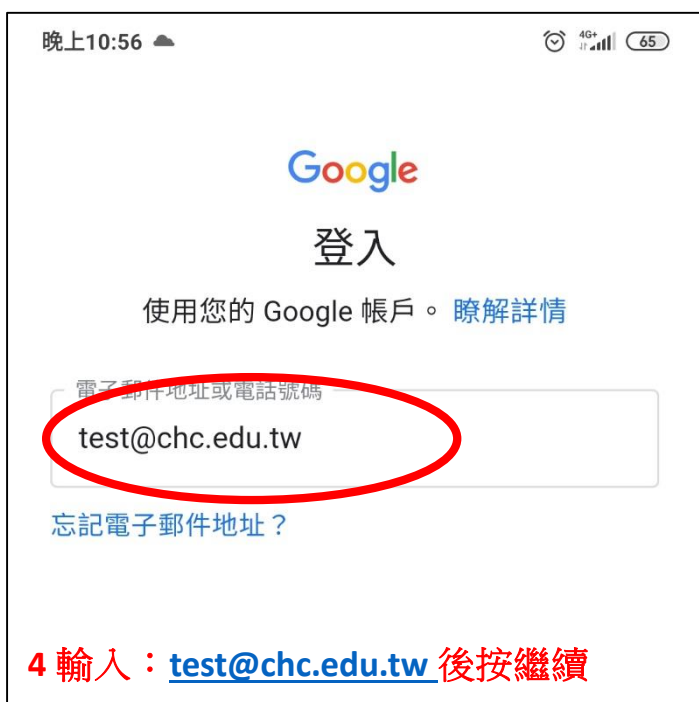 晚上10:56 4G+ 65
Google
登入
使用您的 Google 帳戶。 瞭解詳情
電子郵件地址或電話號碼
test@chc.edu.tw
忘記電子郵件地址？
4 輸入：test@chc.edu.tw 後按繼續